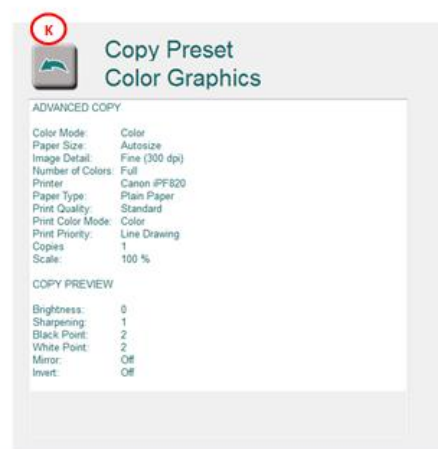 K
Copy Preset
Color Graphics
ADVANCED COPY
Color Mode: Color
Paper Size: Autosize
Image Detail: Fine (300 dpi)
Number of Colors: Full
Printer Canon iPF820
Paper Type: Plain Paper
Print Quality: Standard
Print Color Mode: Color
Print Priority: Line Drawing
Copies 1
Scale: 100 %
COPY PREVIEW
Brightness: 0
Sharpening: 1
Black Point: 2
White Point: 2
Mirror: Off
Invert: Off